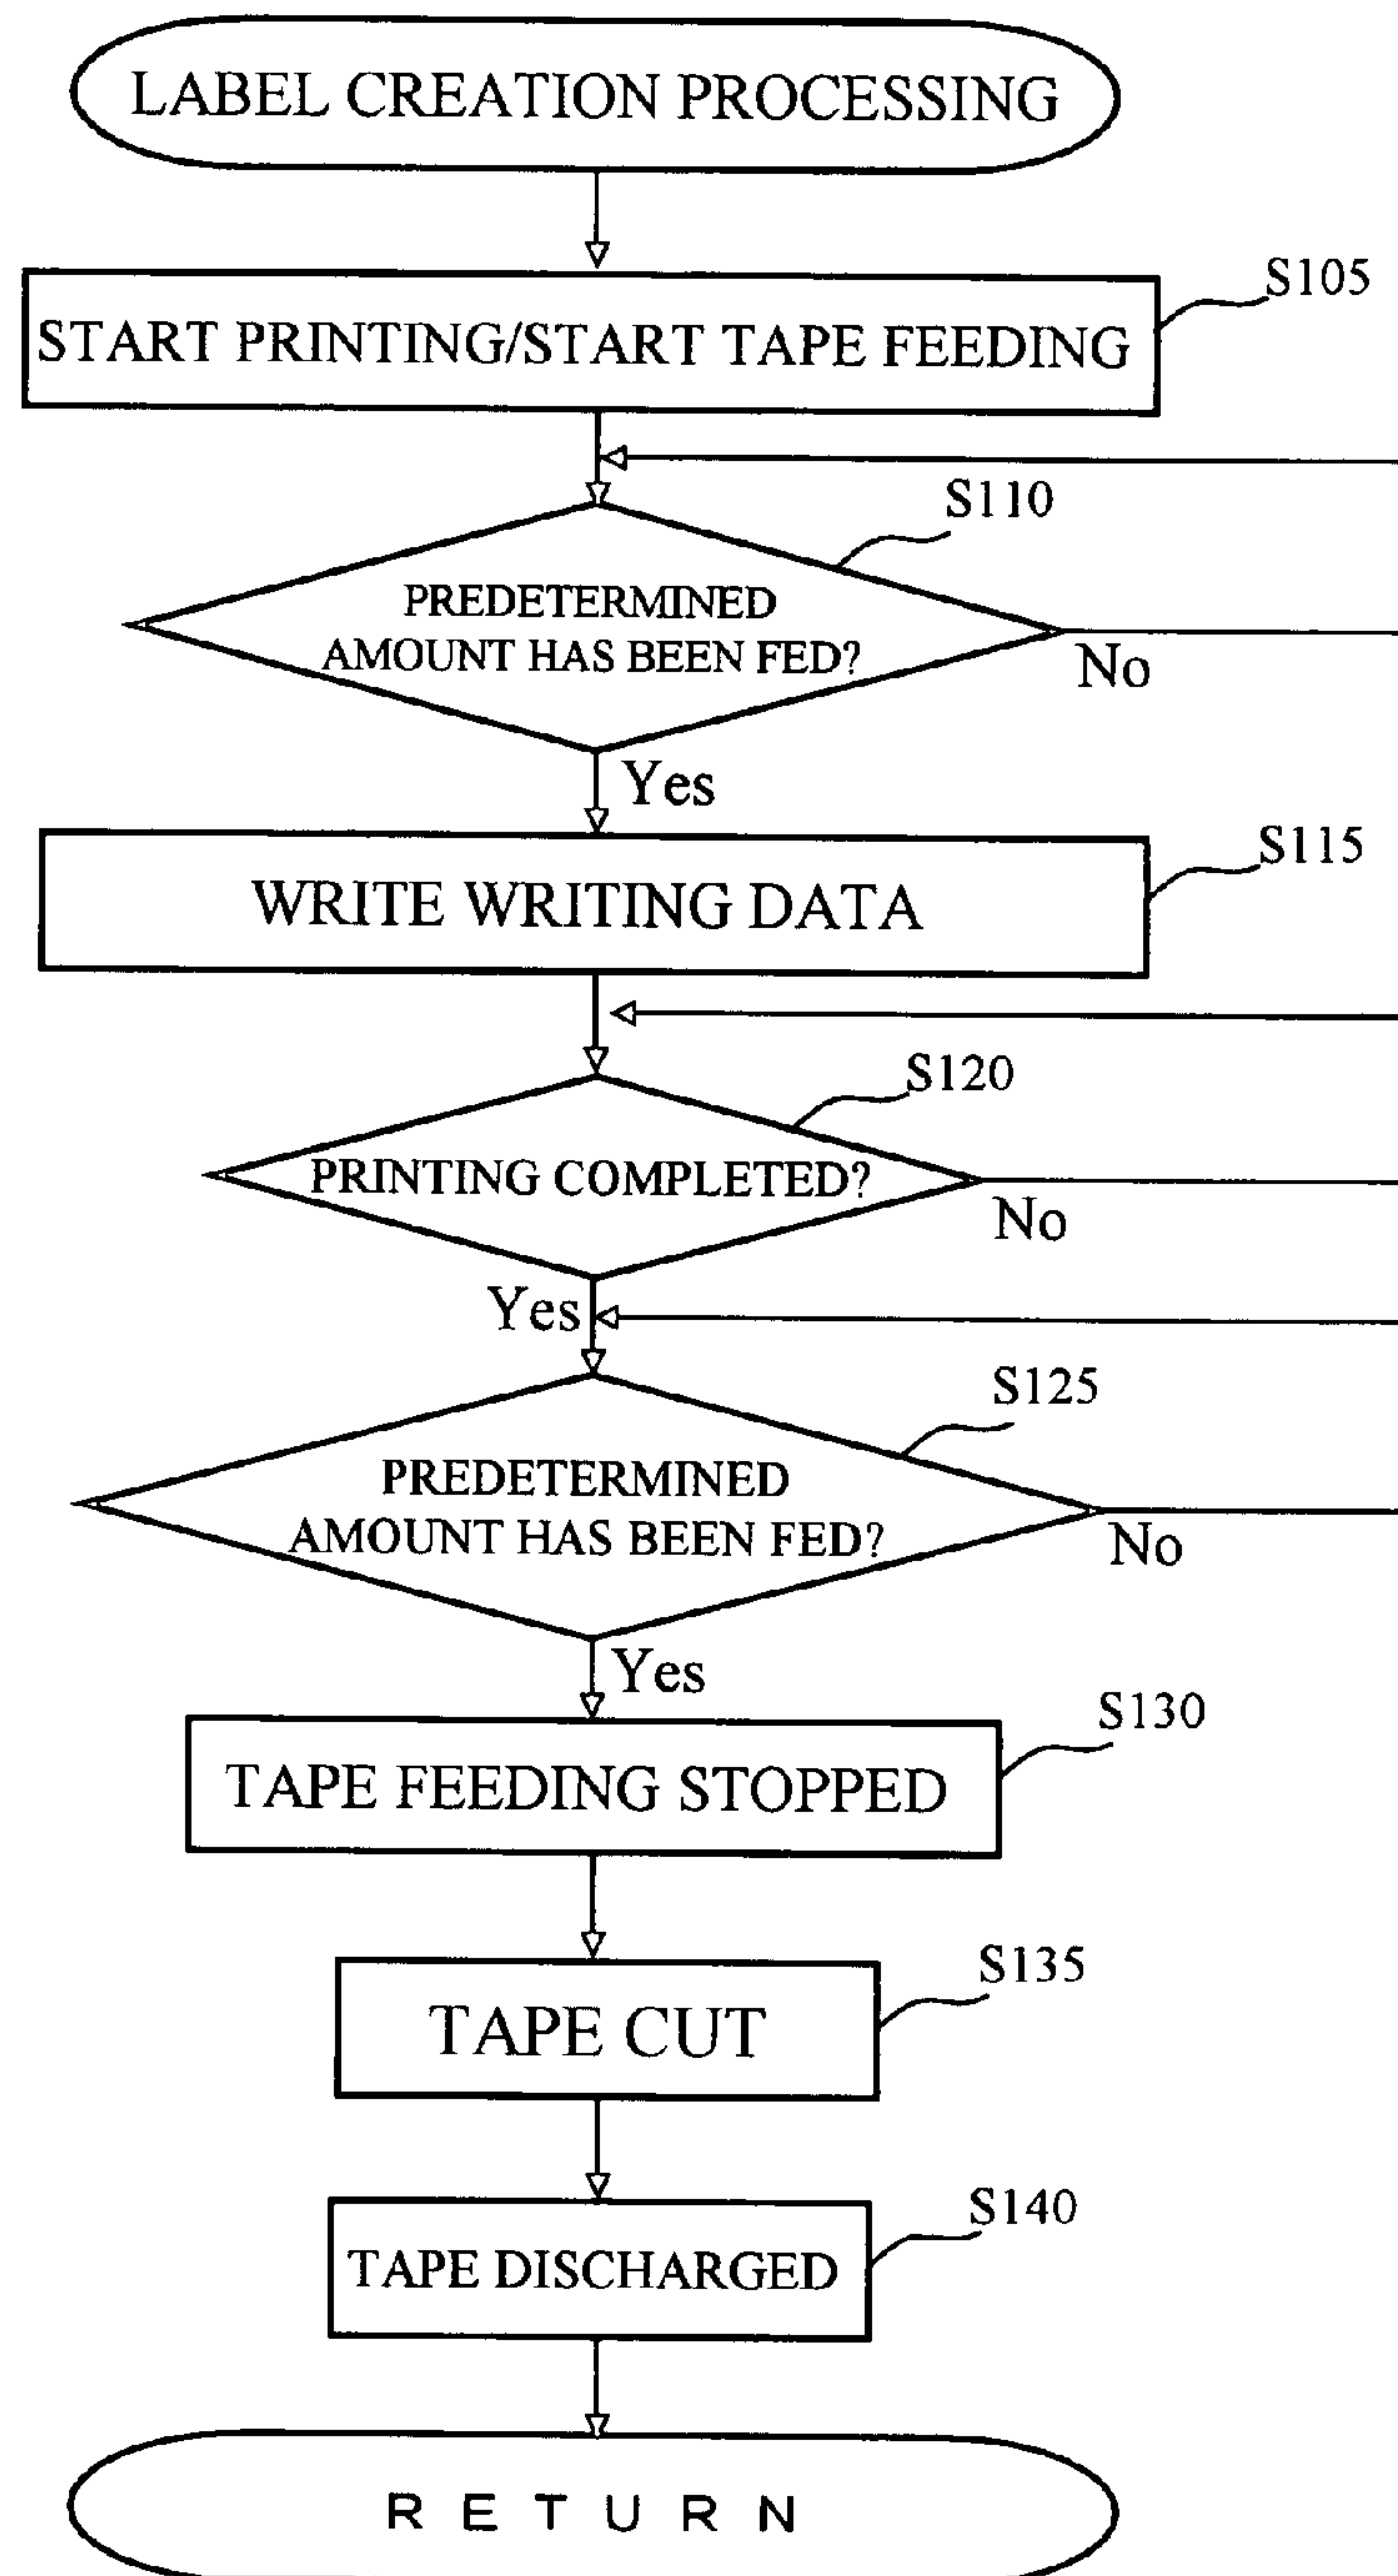 LABEL CREATION PROCESSING
S105
START PRINTING/START TAPE FEEDING
S110
PREDETERMINED
AMOUNT HAS BEEN FED?
No
Yes
S115
WRITE WRITING DATA
S120
PRINTING COMPLETED?
No
Yes
S125
PREDETERMINED
AMOUNT HAS BEEN FED?
No
Yes
S130
TAPE FEEDING STOPPED
S135
TAPE CUT
S140
TAPE DISCHARGED
RETURN